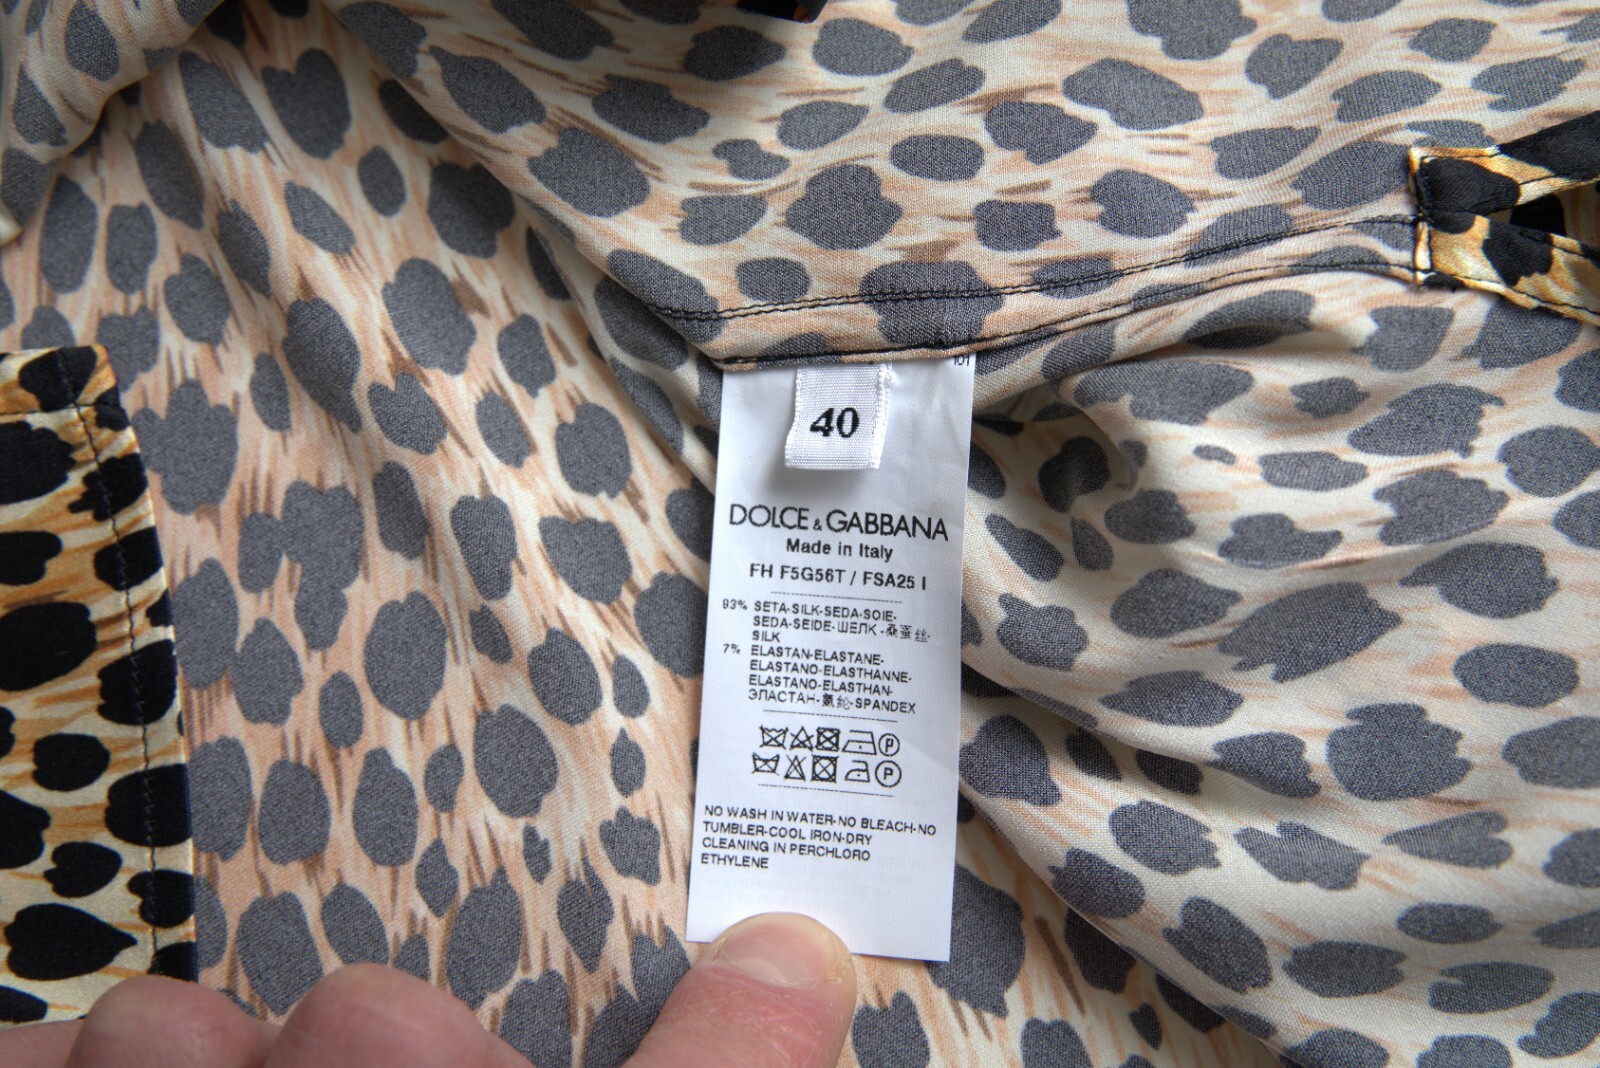 101
40
DOLCE & GABBANA
Made in Italy
FH F5G56T / FSA25 I
93% SETA-SILK-SEDA-SOIE-
SEDA-SEIDE-ШЕЛК-桑蚕丝-
SILK
7% ELASTAN-ELASTANE-
ELASTANO-ELASTHANNE-
ELASTANO-ELASTHAN-
ЭЛАСТАН-氨纶-SPANDEX
P
P
NO WASH IN WATER-NO BLEACH-NO
TUMBLER-COOL IRON-DRY
CLEANING IN PERCHLORO
ETHYLENE